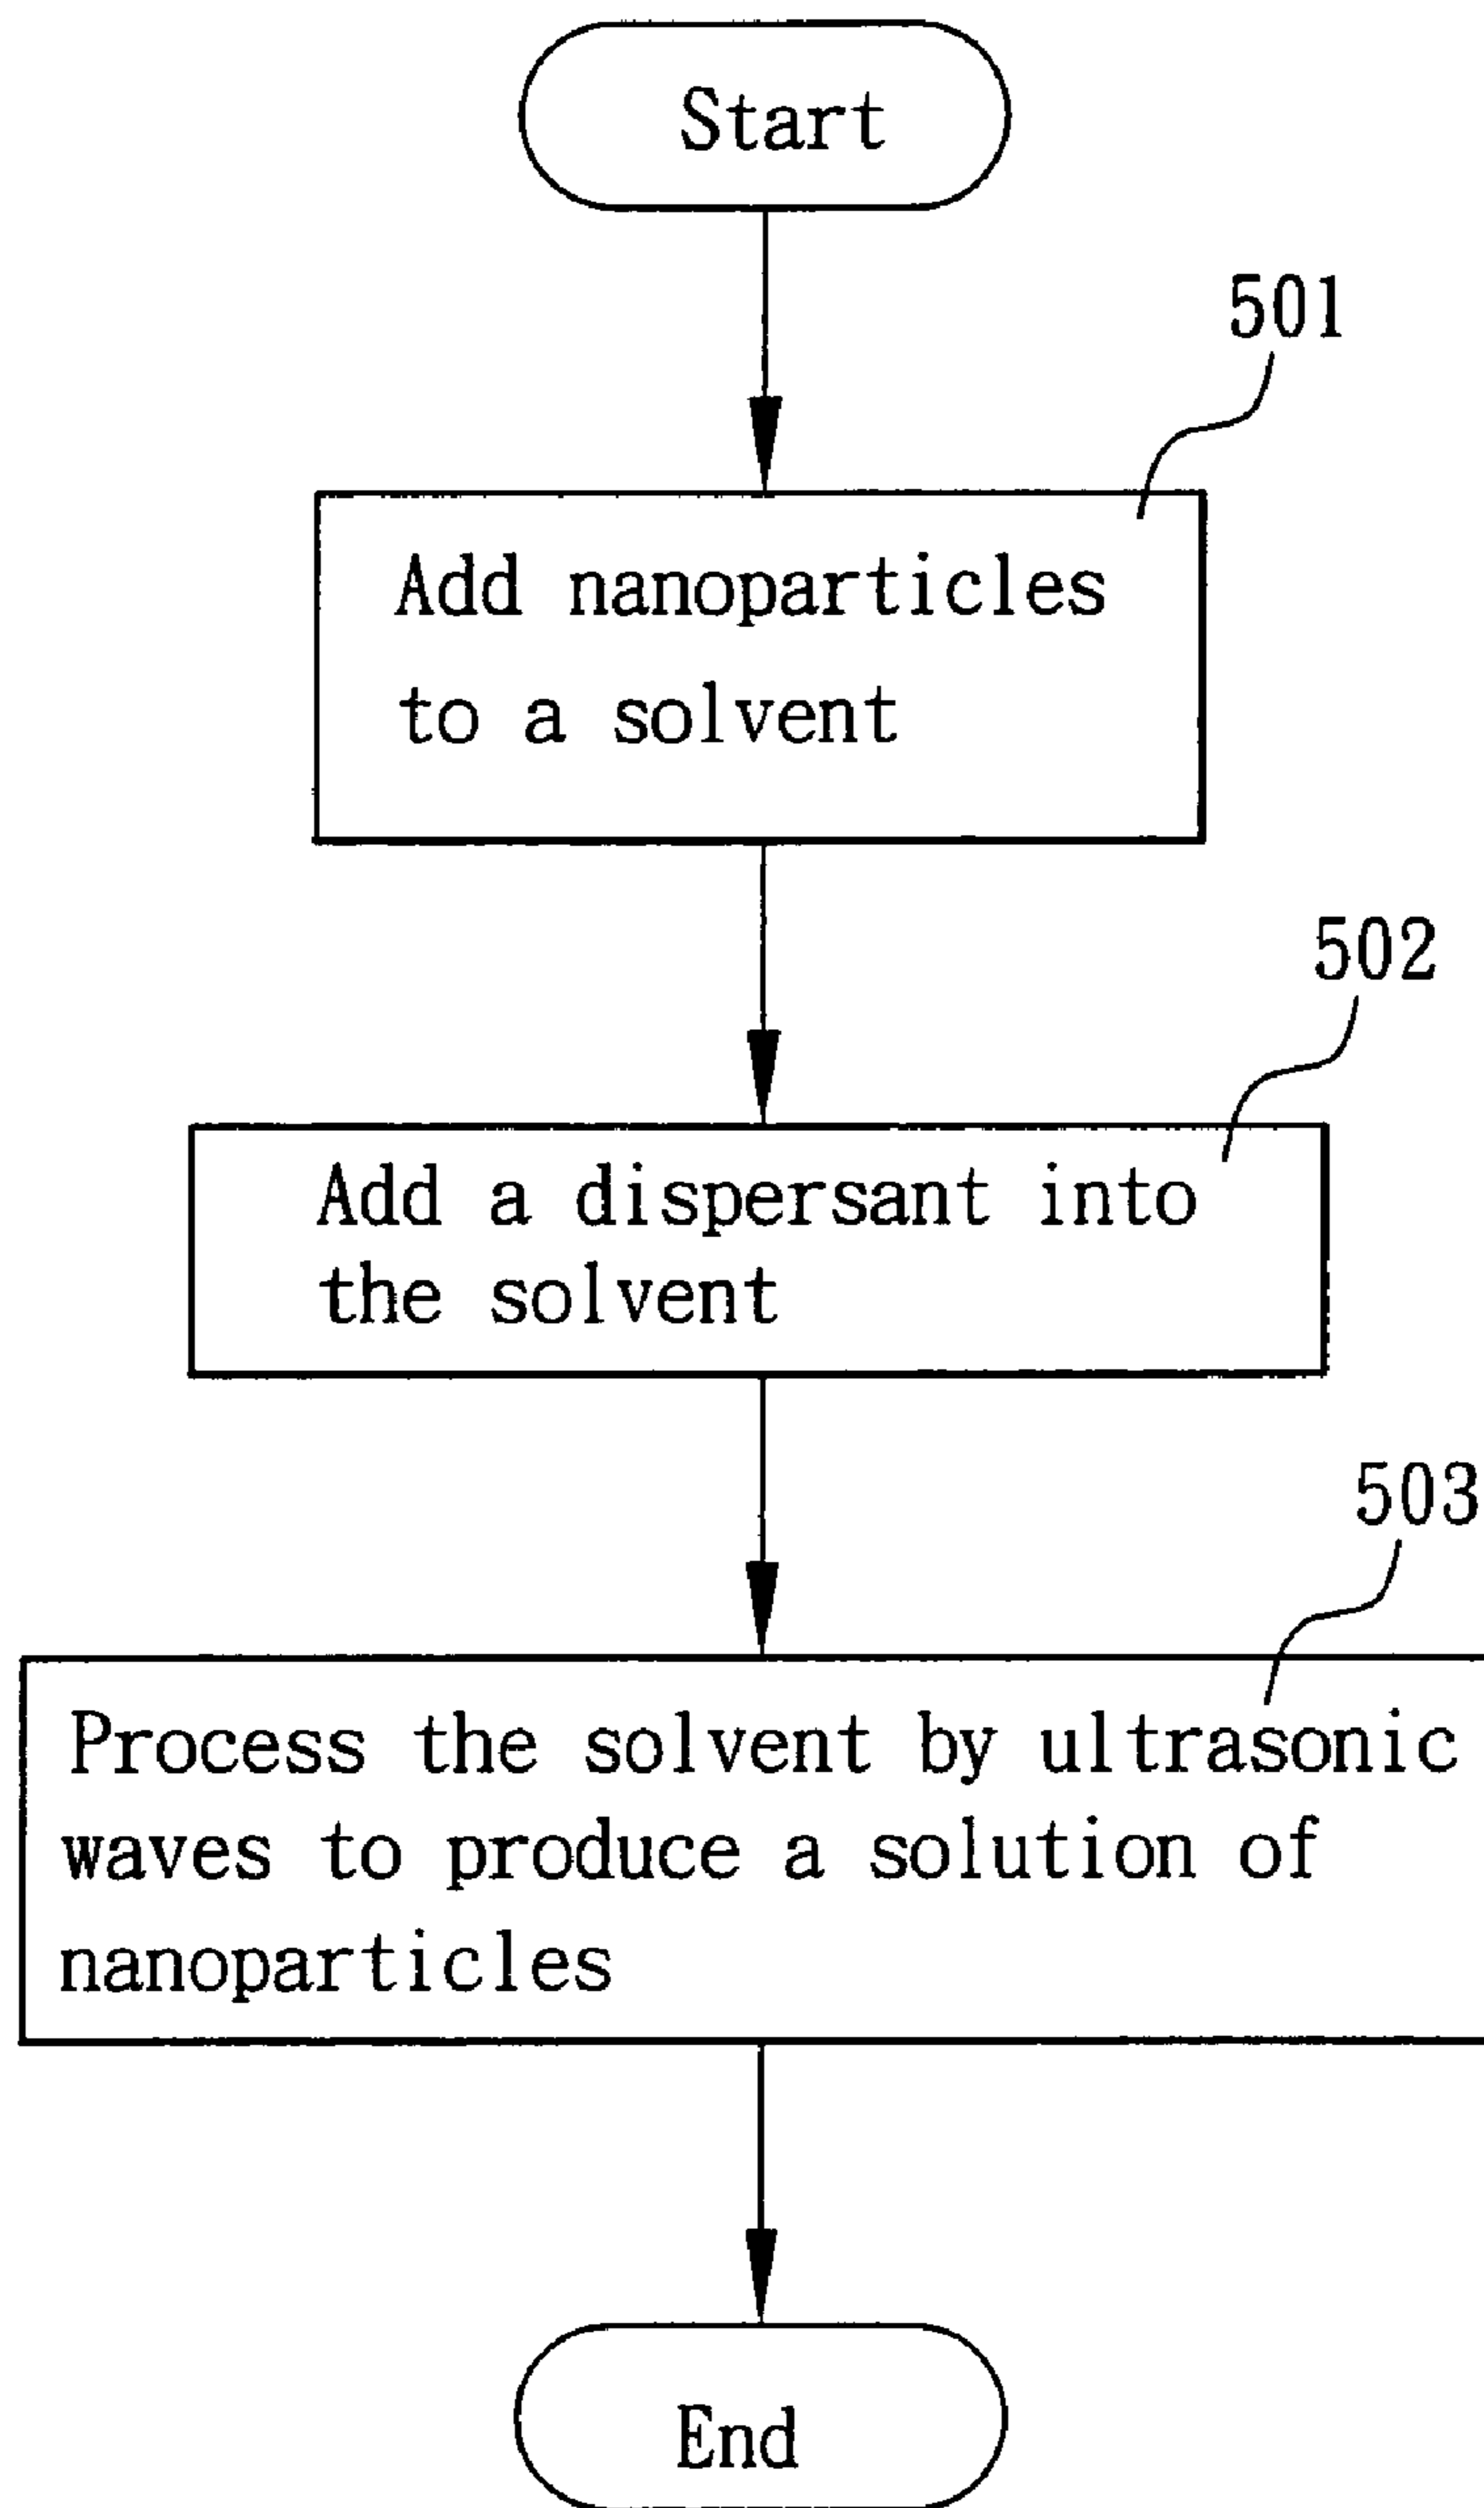 Start
501
Add nanoparticles
to a solvent
502
Add a dispersant into
the solvent
503
Process the solvent by ultrasonic
waves to produce a solution of
nanoparticles
End